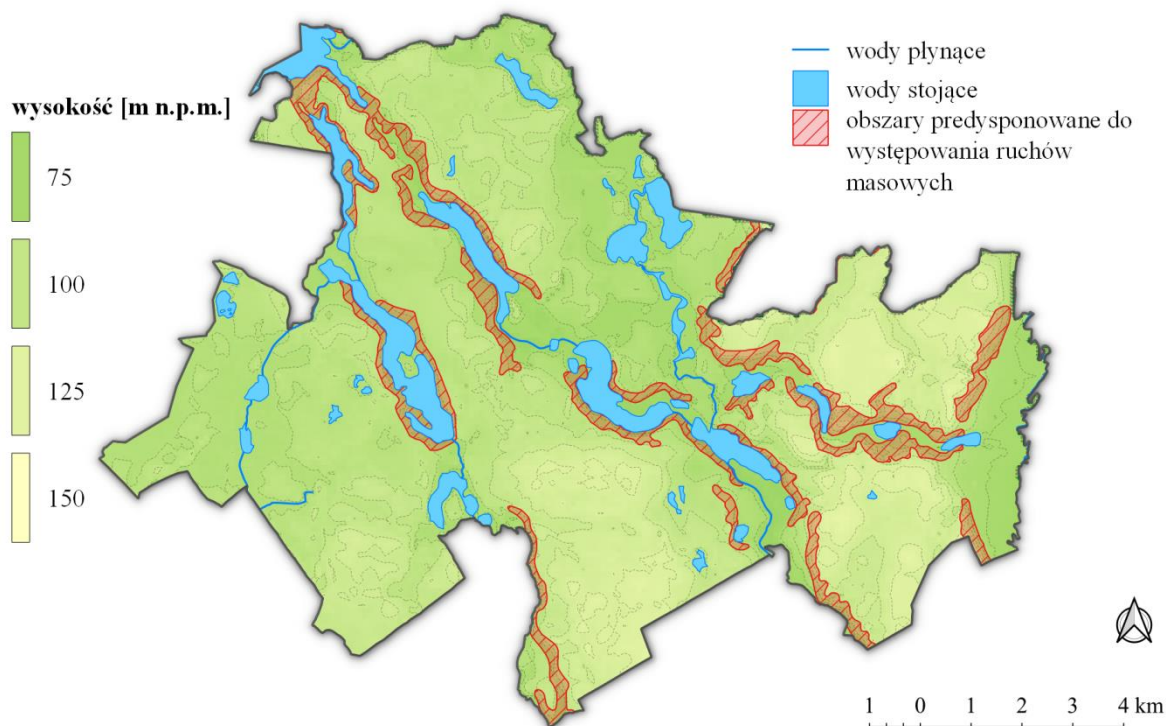 wysokość [m n.p.m.]
75
100
125
150
wody płynące
wody stojące
obszary predysponowane do
występowania ruchów
masowych
1 0 1 2 3 4 km